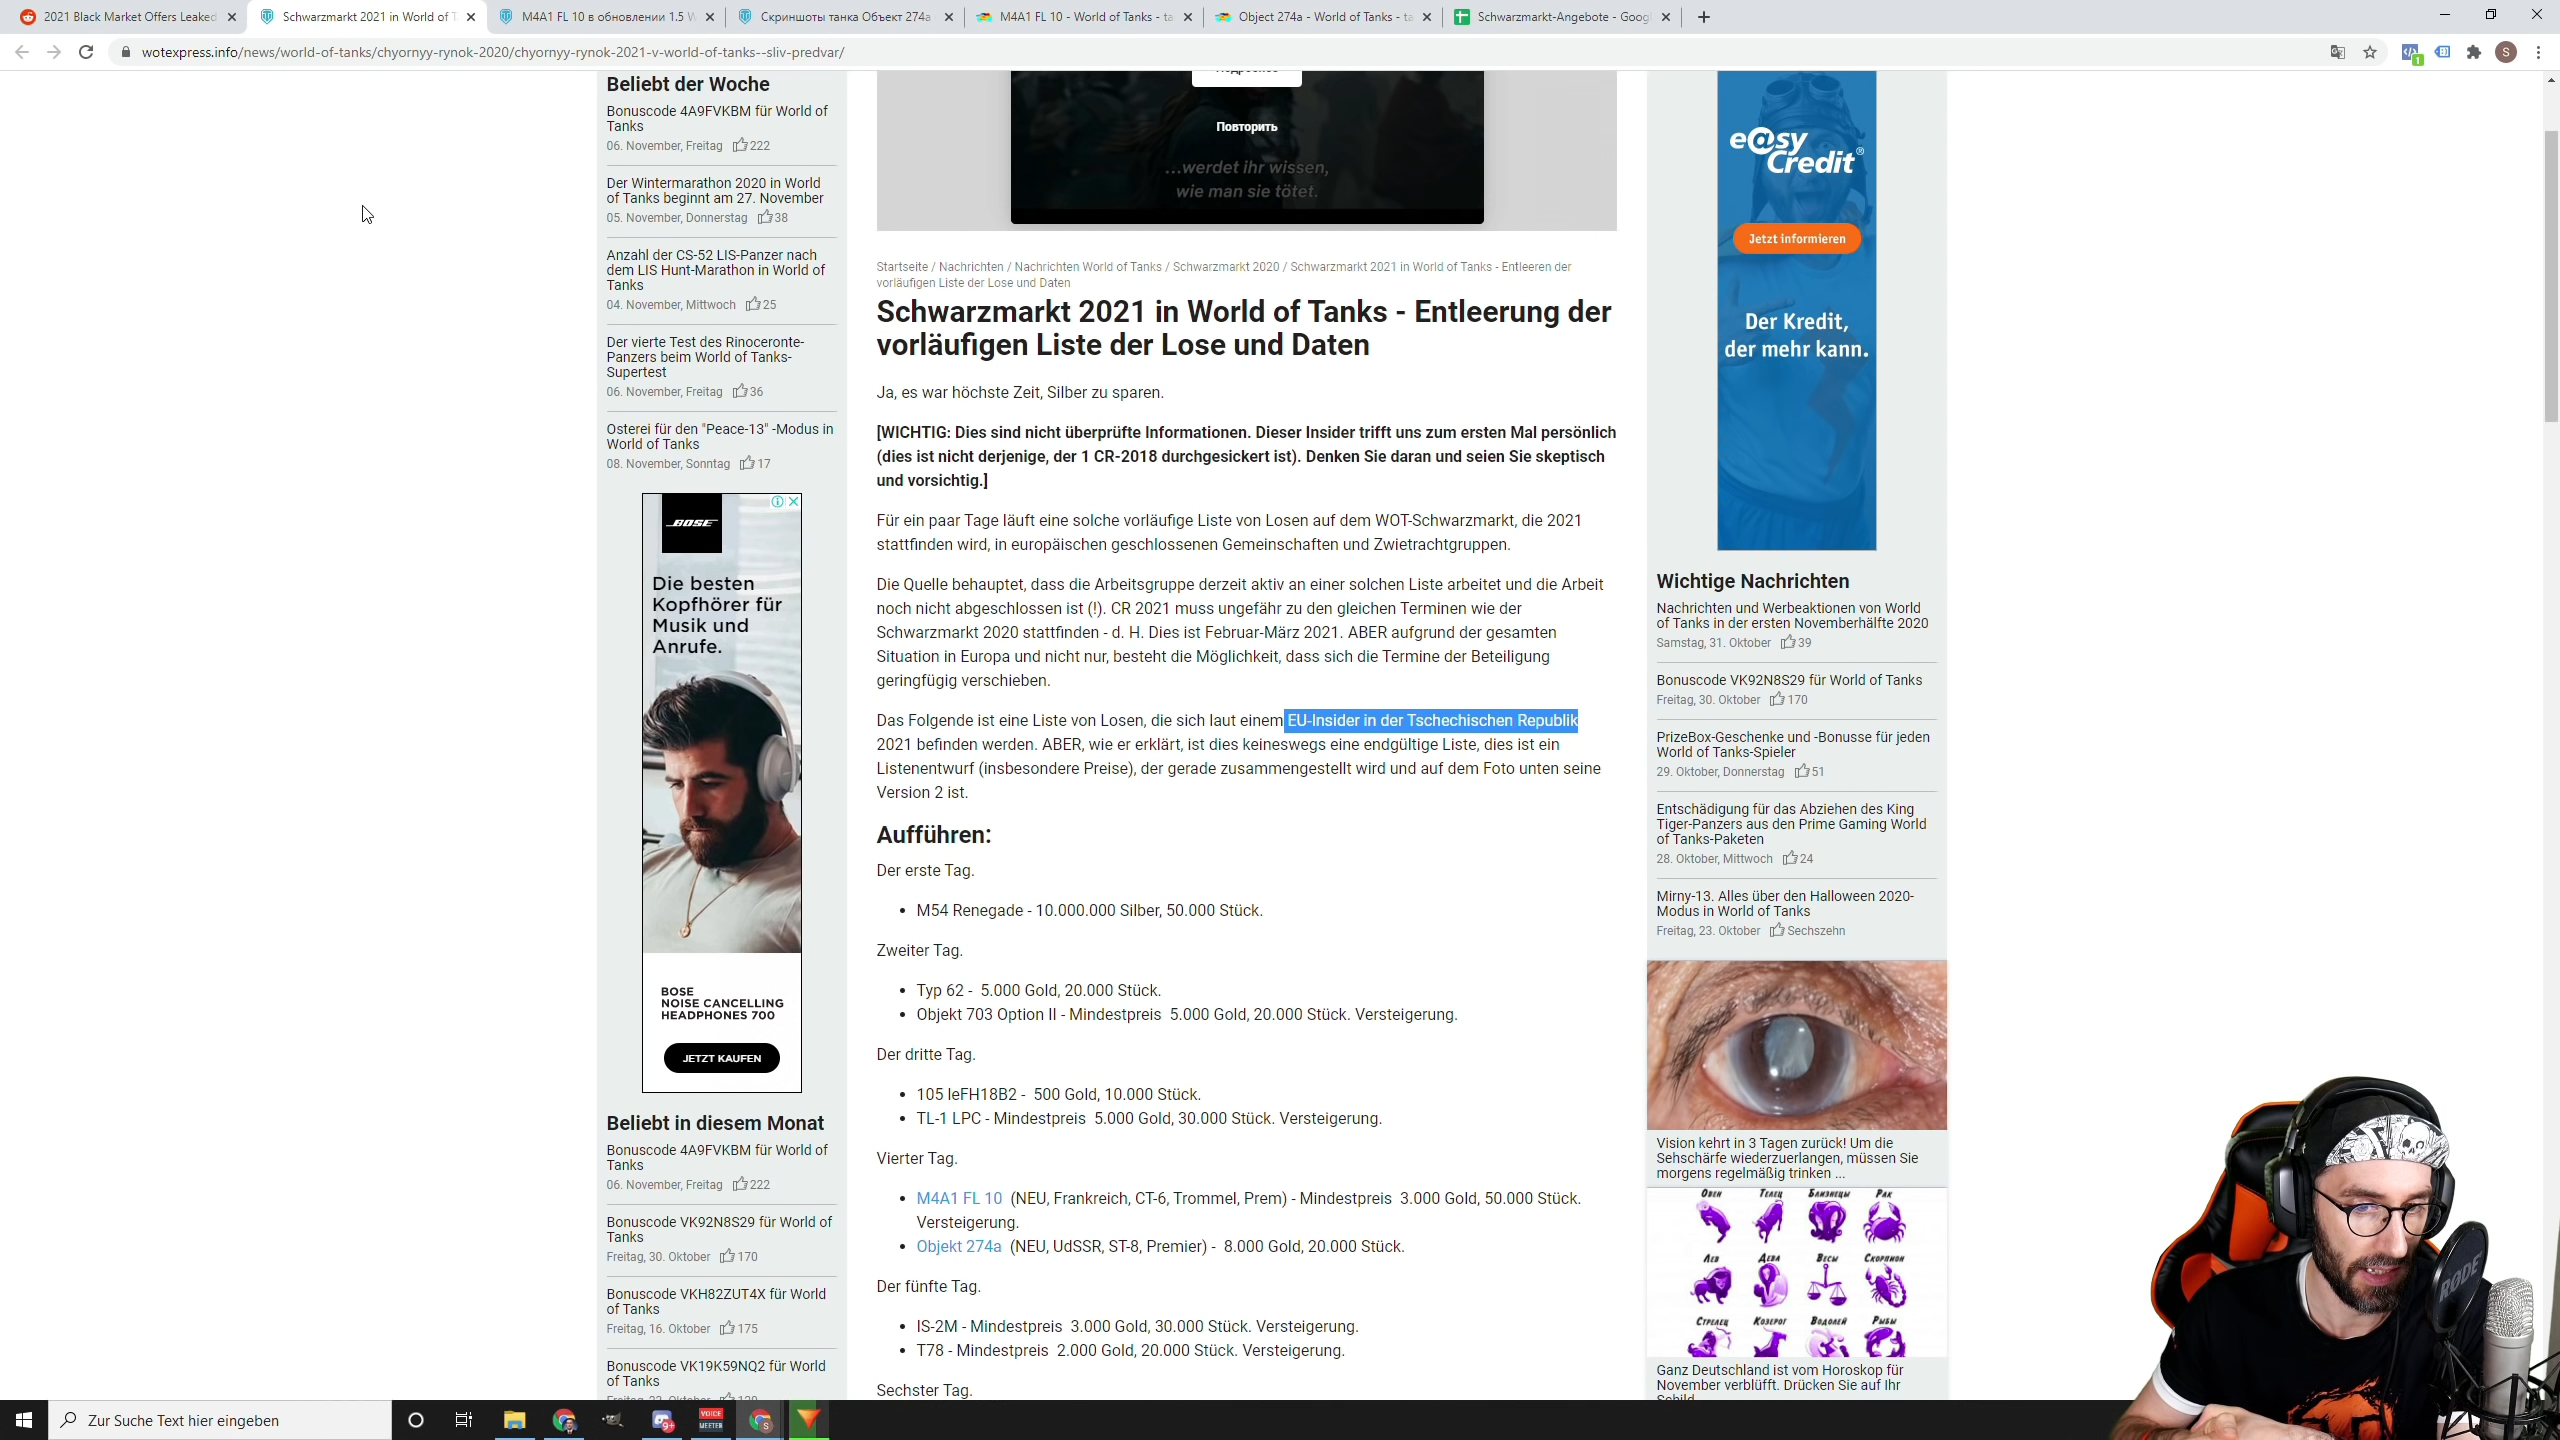 2021 Black Market Offers Leaked
Schwarzmarkt 2021 in World of T
M4A1 FL 10 в обновлении 1.5 W
Скриншоты танка Объект 274а
M4A1 FL 10 - World of Tanks - ta
Object 274a - World of Tanks - ta
Schwarzmarkt-Angebote - Goog
wotexpress.info/news/world-of-tanks/chyornyy-rynok-2020/chyornyy-rynok-2021-v-world-of-tanks--sliv-predvar/
1
S
Beliebt der Woche
Bonuscode 4A9FVKBM für World of
Tanks
06. November, Freitag 222
Der Wintermarathon 2020 in World
of Tanks beginnt am 27. November
05. November, Donnerstag 38
Anzahl der CS-52 LIS-Panzer nach
dem LIS Hunt-Marathon in World of
Tanks
04. November, Mittwoch 25
Der vierte Test des Rinoceronte-
Panzers beim World of Tanks-
Supertest
06. November, Freitag 36
Osterei für den "Peace-13" -Modus in
World of Tanks
08. November, Sonntag 17
BOSE
Die besten
Kopfhörer für
Musik und
Anrufe.
BOSE
NOISE CANCELLING
HEADPHONES 700
JETZT KAUFEN
Beliebt in diesem Monat
Bonuscode 4A9FVKBM für World of
Tanks
06. November, Freitag 222
Bonuscode VK92N8S29 für World of
Tanks
Freitag, 30. Oktober 170
Bonuscode VKH82ZUT4X für World
of Tanks
Freitag, 16. Oktober 175
Bonuscode VK19K59NQ2 für World
of Tanks
Повторить
...werdet ihr wissen,
wie man sie tötet.
Startseite / Nachrichten / Nachrichten World of Tanks / Schwarzmarkt 2020 / Schwarzmarkt 2021 in World of Tanks - Entleeren der
vorläufigen Liste der Lose und Daten
Schwarzmarkt 2021 in World of Tanks - Entleerung der
vorläufigen Liste der Lose und Daten
Ja, es war höchste Zeit, Silber zu sparen.
[WICHTIG: Dies sind nicht überprüfte Informationen. Dieser Insider trifft uns zum ersten Mal persönlich
(dies ist nicht derjenige, der 1 CR-2018 durchgesickert ist). Denken Sie daran und seien Sie skeptisch
und vorsichtig.]
Für ein paar Tage läuft eine solche vorläufige Liste von Losen auf dem WOT-Schwarzmarkt, die 2021
stattfinden wird, in europäischen geschlossenen Gemeinschaften und Zwietrachtgruppen.
Die Quelle behauptet, dass die Arbeitsgruppe derzeit aktiv an einer solchen Liste arbeitet und die Arbeit
noch nicht abgeschlossen ist (!). CR 2021 muss ungefähr zu den gleichen Terminen wie der
Schwarzmarkt 2020 stattfinden - d. H. Dies ist Februar-März 2021. ABER aufgrund der gesamten
Situation in Europa und nicht nur, besteht die Möglichkeit, dass sich die Termine der Beteiligung
geringfügig verschieben.
Das Folgende ist eine Liste von Losen, die sich laut einem EU-Insider in der Tschechischen Republik
2021 befinden werden. ABER, wie er erklärt, ist dies keineswegs eine endgültige Liste, dies ist ein
Listenentwurf (insbesondere Preise), der gerade zusammengestellt wird und auf dem Foto unten seine
Version 2 ist.
Aufführen:
Der erste Tag.
• M54 Renegade - 10.000.000 Silber, 50.000 Stück.
Zweiter Tag.
• Typ 62 - 5.000 Gold, 20.000 Stück.
• Objekt 703 Option II - Mindestpreis 5.000 Gold, 20.000 Stück. Versteigerung.
Der dritte Tag.
• 105 leFH18B2 - 500 Gold, 10.000 Stück.
• TL-1 LPC - Mindestpreis 5.000 Gold, 30.000 Stück. Versteigerung.
Vierter Tag.
• M4A1 FL 10 (NEU, Frankreich, CT-6, Trommel, Prem) - Mindestpreis 3.000 Gold, 50.000 Stück.
Versteigerung.
• Objekt 274a (NEU, UdSSR, ST-8, Premier) - 8.000 Gold, 20.000 Stück.
Der fünfte Tag.
• IS-2M - Mindestpreis 3.000 Gold, 30.000 Stück. Versteigerung.
• T78 - Mindestpreis 2.000 Gold, 20.000 Stück. Versteigerung.
Sechster Tag.
e@sy
Credit®
Jetzt informieren
Der Kredit,
der mehr kann.
Wichtige Nachrichten
Nachrichten und Werbeaktionen von World
of Tanks in der ersten Novemberhälfte 2020
Samstag, 31. Oktober 39
Bonuscode VK92N8S29 für World of Tanks
Freitag, 30. Oktober 170
PrizeBox-Geschenke und -Bonusse für jeden
World of Tanks-Spieler
29. Oktober, Donnerstag 51
Entschädigung für das Abziehen des King
Tiger-Panzers aus den Prime Gaming World
of Tanks-Paketen
28. Oktober, Mittwoch 24
Mirny-13. Alles über den Halloween 2020-
Modus in World of Tanks
Freitag, 23. Oktober Sechszehn
Vision kehrt in 3 Tagen zurück! Um die
Sehschärfe wiederzuerlangen, müssen Sie
morgens regelmäßig trinken ...
Овен Телец Близнецы Рак
Лев Дева Весы Скорпион
Стрелец Козерог Водолей Рыбы
Ganz Deutschland ist vom Horoskop für
November verblüfft. Drücken Sie auf Ihr
RØDE
Zur Suche Text hier eingeben
9+
VOICE
MEETER
S